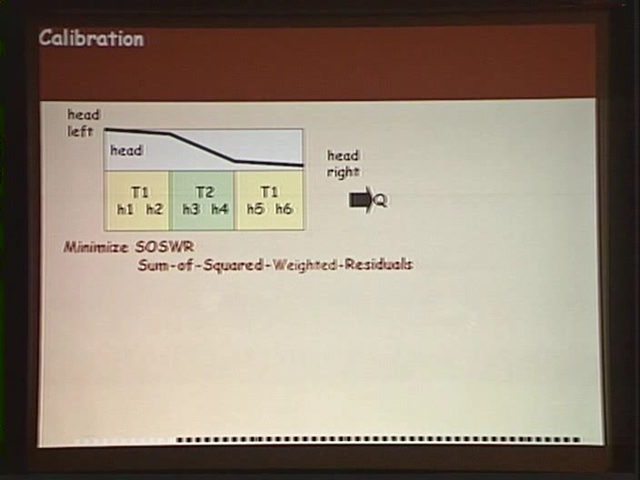 Calibration
head
left
head
head
right
T1 T2 T1
h1 h2 h3 h4 h5 h6
Q
Minimize SOSWR
Sum-of-Squared-Weighted-Residuals